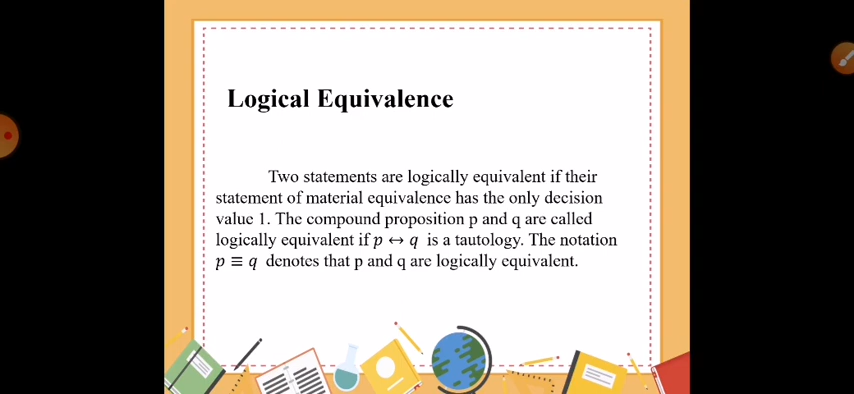 Logical Equivalence
Two statements are logically equivalent if their
statement of material equivalence has the only decision
value 1. The compound proposition p and q are called
logically equivalent if p ↔ q is a tautology. The notation
p ≡ q denotes that p and q are logically equivalent.